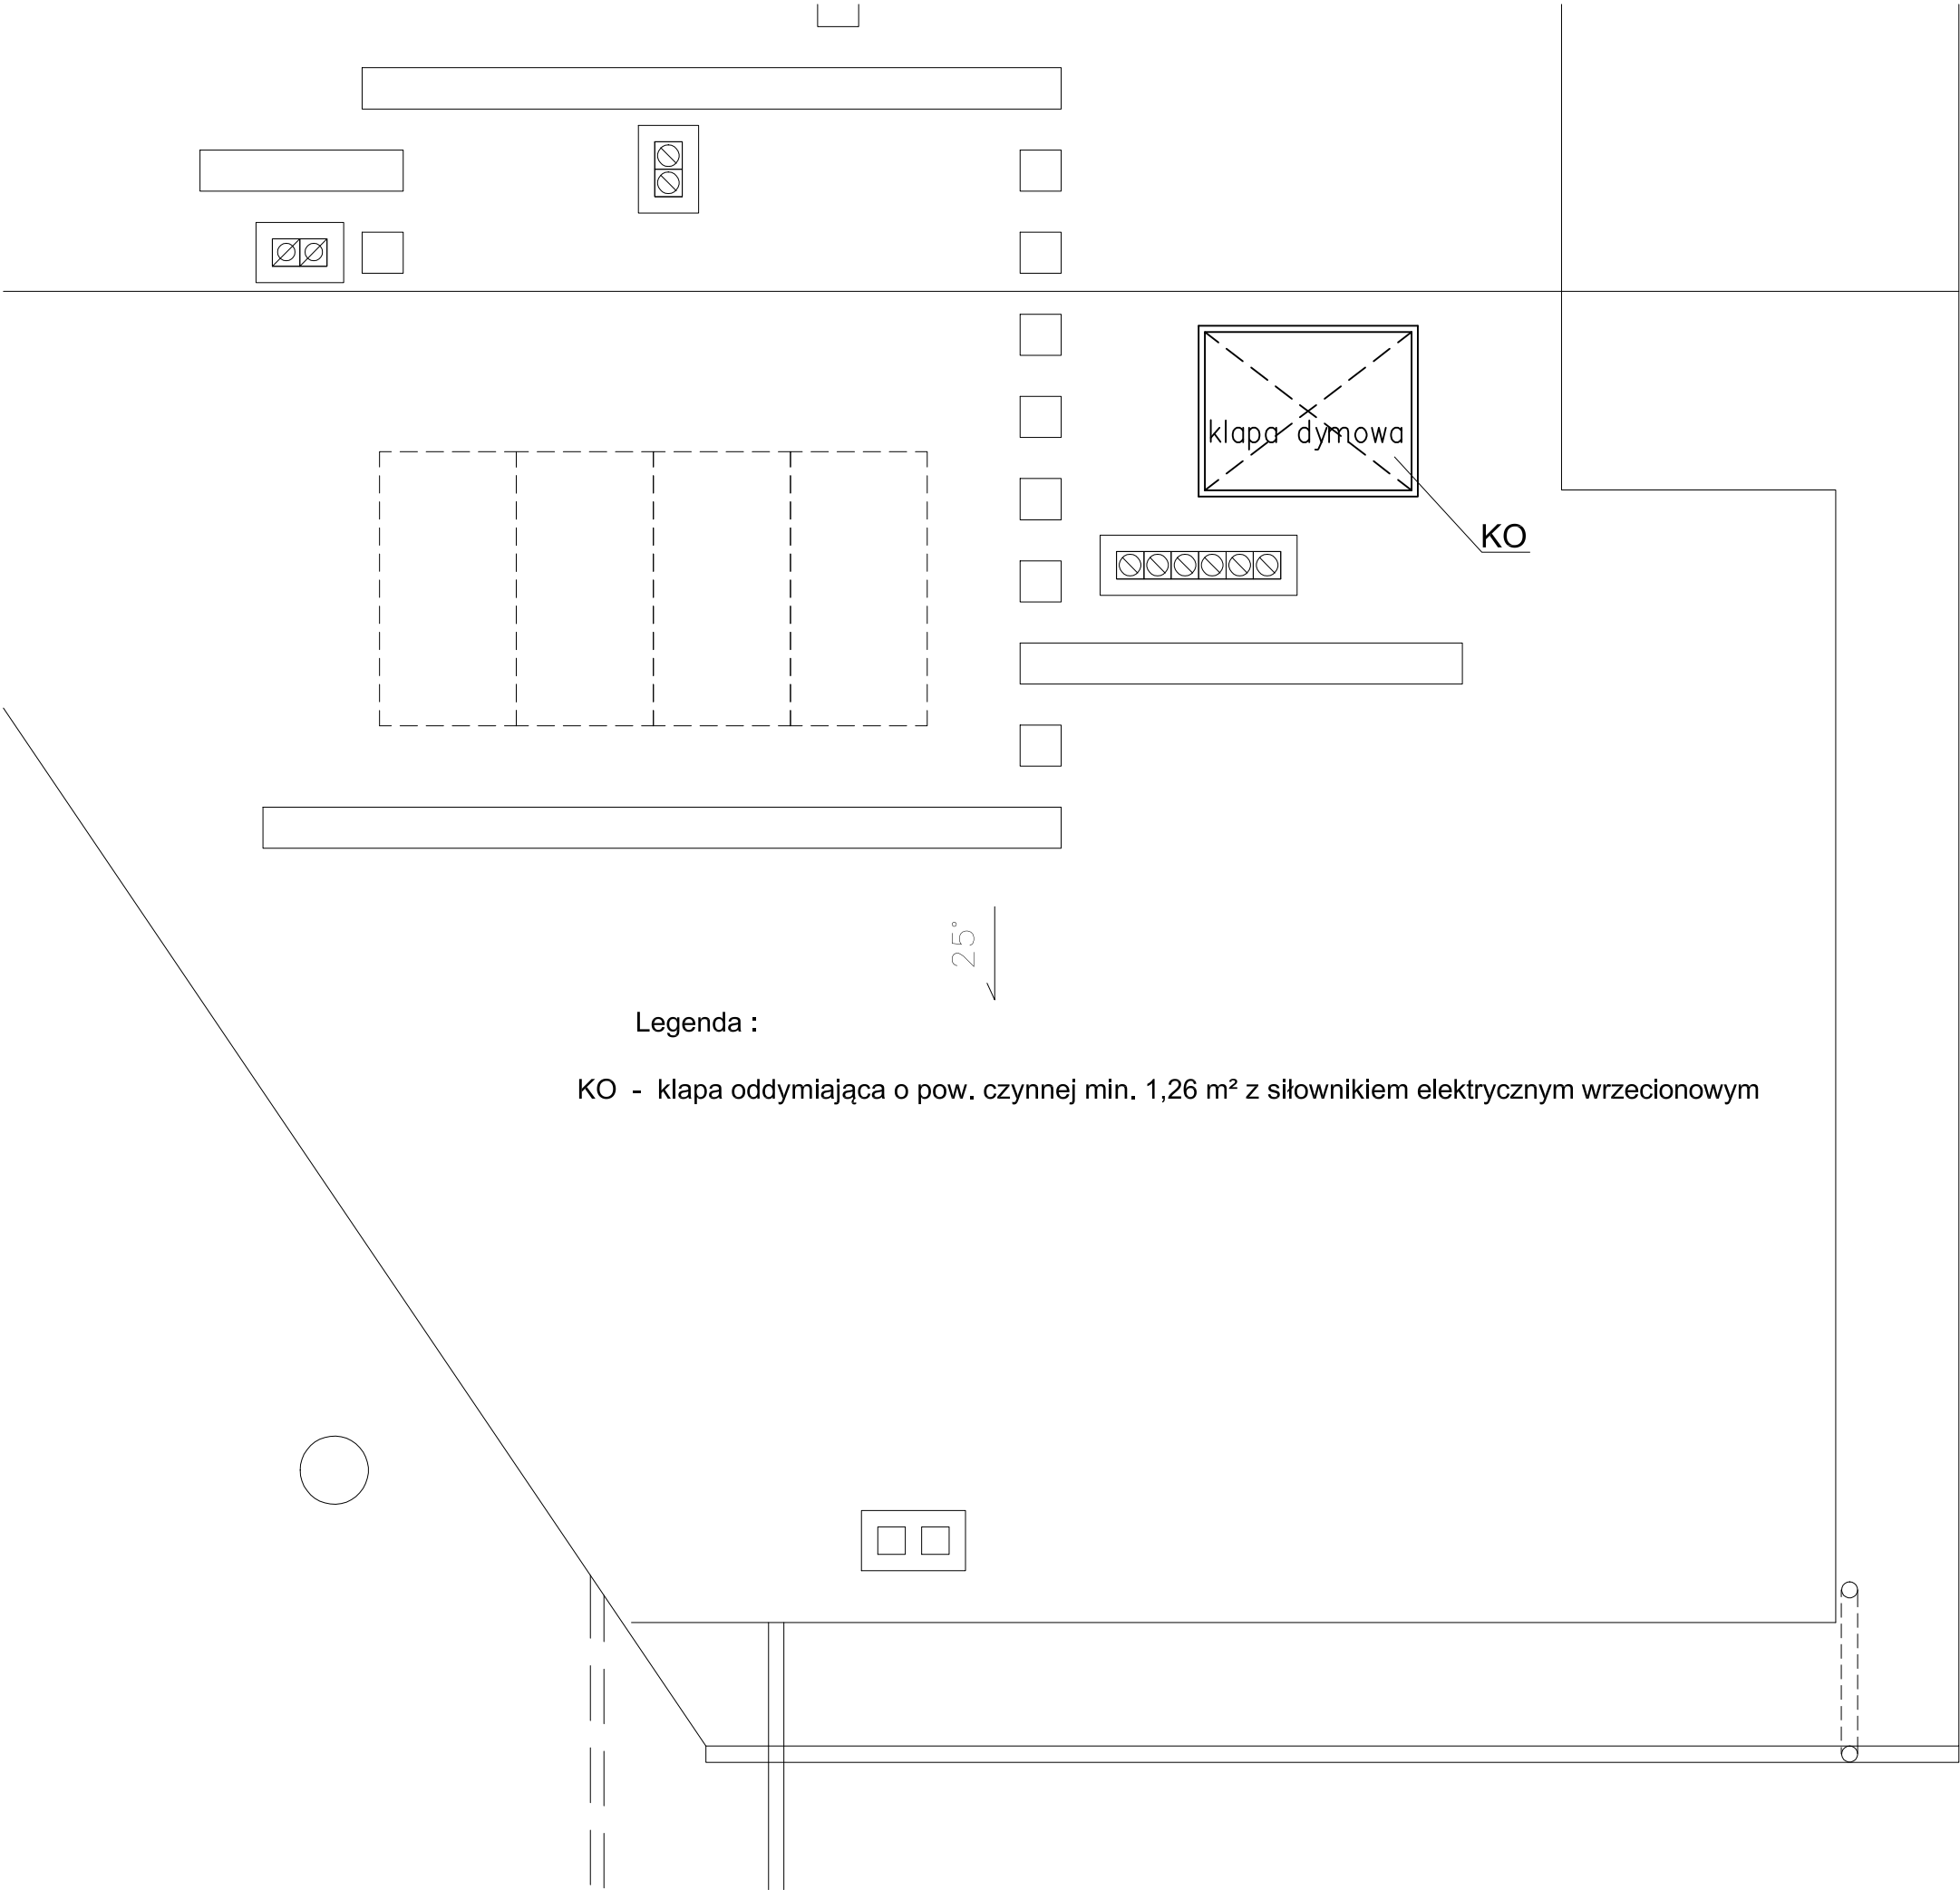 klapa dymowa
KO
25°
Legenda :
KO - klapa oddymiająca o pow. czynnej min. 1,26 m² z siłownikiem elektrycznym wrzecionowym